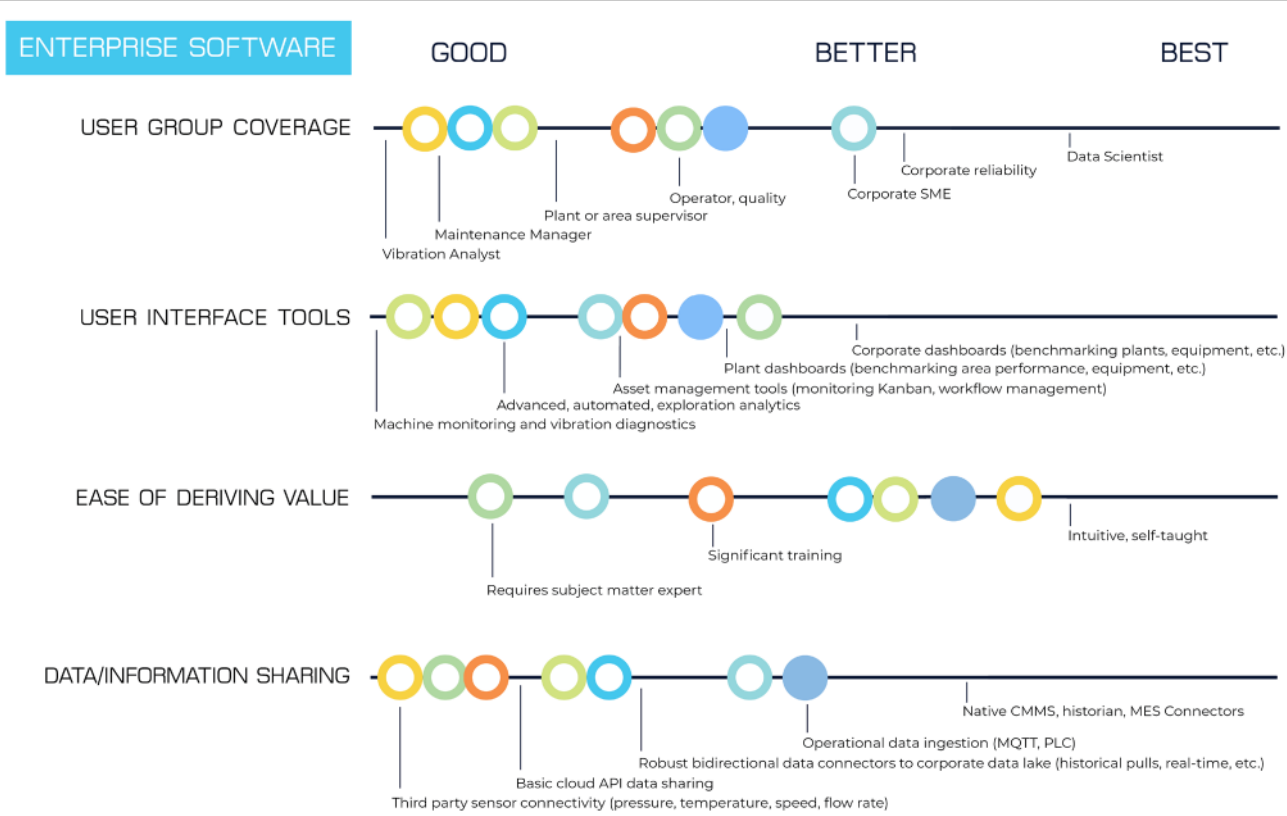 ENTERPRISE SOFTWARE
GOOD
BETTER
BEST
USER GROUP COVERAGE
Data Scientist
Corporate reliability
Corporate SME
Operator, quality
Plant or area supervisor
Maintenance Manager
Vibration Analyst
USER INTERFACE TOOLS
Corporate dashboards (benchmarking plants, equipment, etc.)
Plant dashboards (benchmarking area performance, equipment, etc.)
Asset management tools (monitoring Kanban, workflow management)
Advanced, automated, exploration analytics
Machine monitoring and vibration diagnostics
EASE OF DERIVING VALUE
Intuitive, self-taught
Significant training
Requires subject matter expert
DATA/INFORMATION SHARING
Native CMMS, historian, MES Connectors
Operational data ingestion (MQTT, PLC)
Robust bidirectional data connectors to corporate data lake (historical pulls, real-time, etc.)
Basic cloud API data sharing
Third party sensor connectivity (pressure, temperature, speed, flow rate)